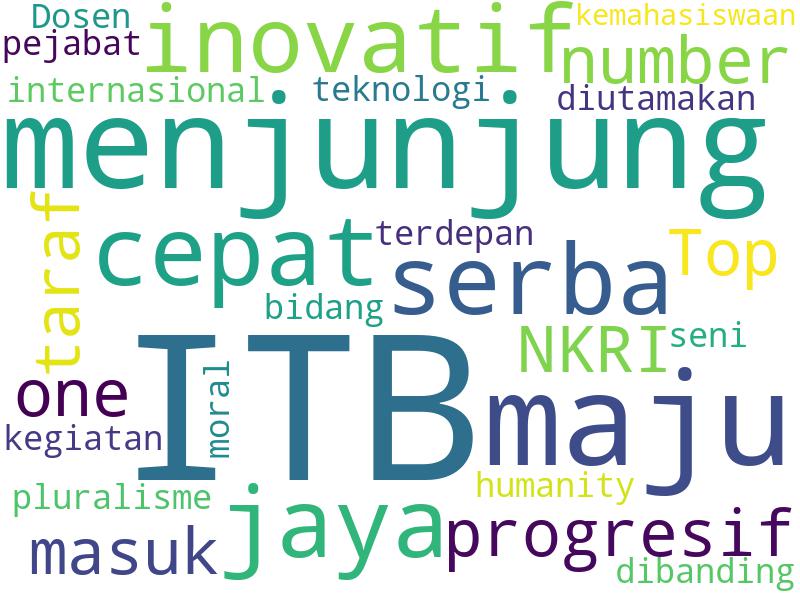 Dosen
inovatif
kemahasiswaan
pejabat
number
internasional
teknologi
diutamakan
menjunjung
taraf
cepat
terdepan
serba
Top
bidang
ITB
NKRI
seni
one
moral
maju
kegiatan
humanity
pluralisme
jaya
progresif
masuk
dibanding